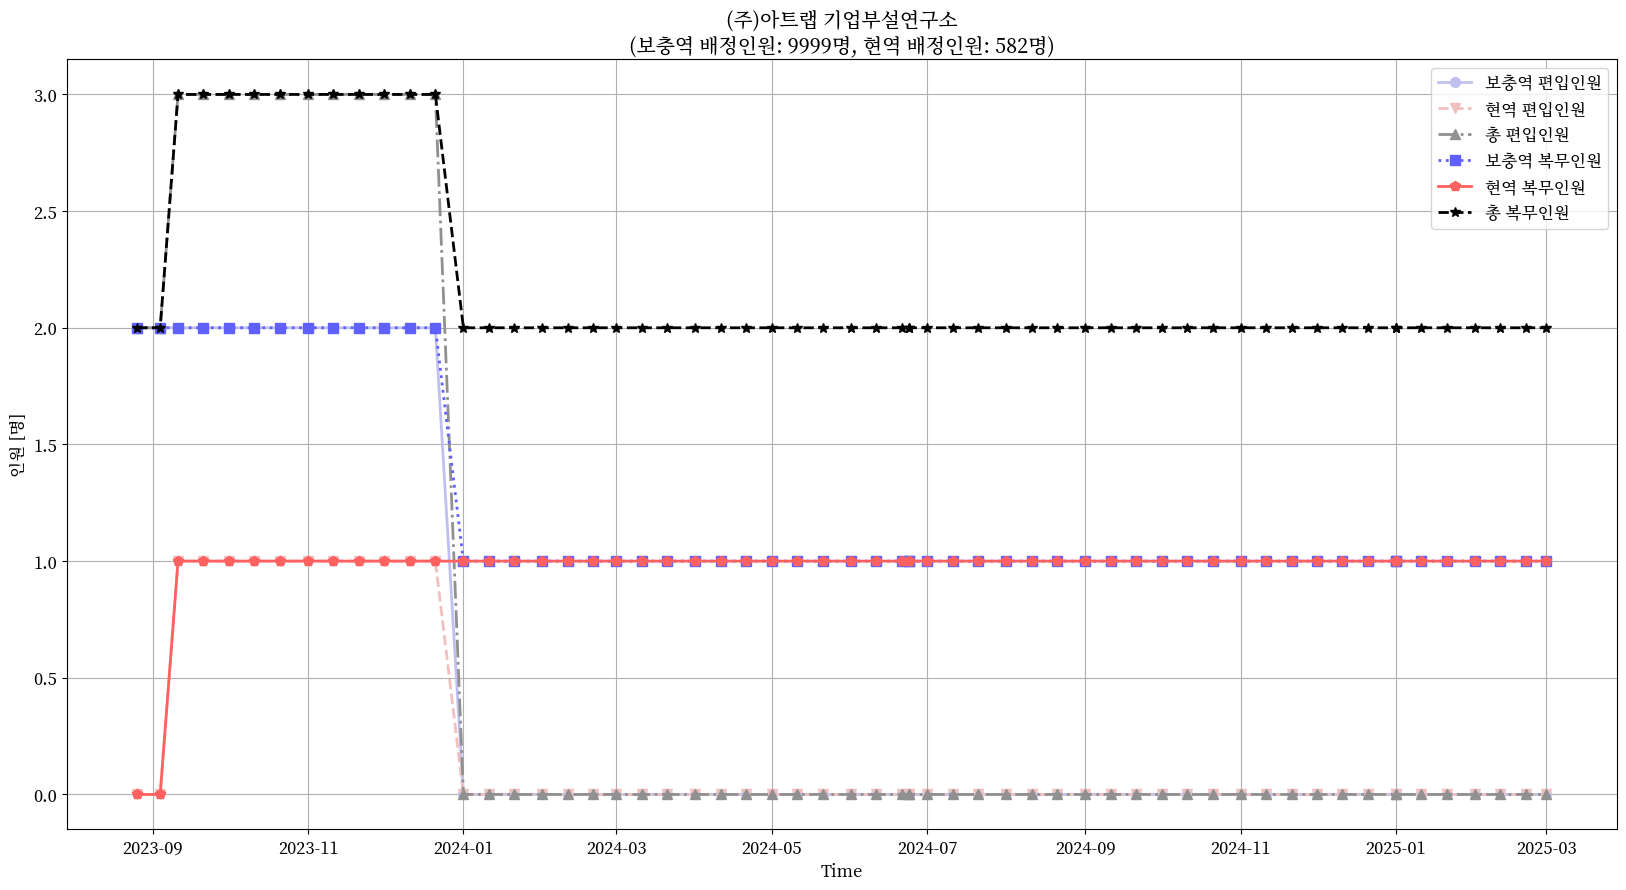 (주)아트랩 기업부설연구소
(보충역 배정인원: 9999명, 현역 배정인원: 582명)
보충역 편입인원
현역 편입인원
총 편입인원
보충역 복무인원
현역 복무인원
총 복무인원
인원 [명]
3.0
2.5
2.0
1.5
1.0
0.5
0.0
2023-09 2023-11 2024-01 2024-03 2024-05 2024-07 2024-09 2024-11 2025-01 2025-03
Time